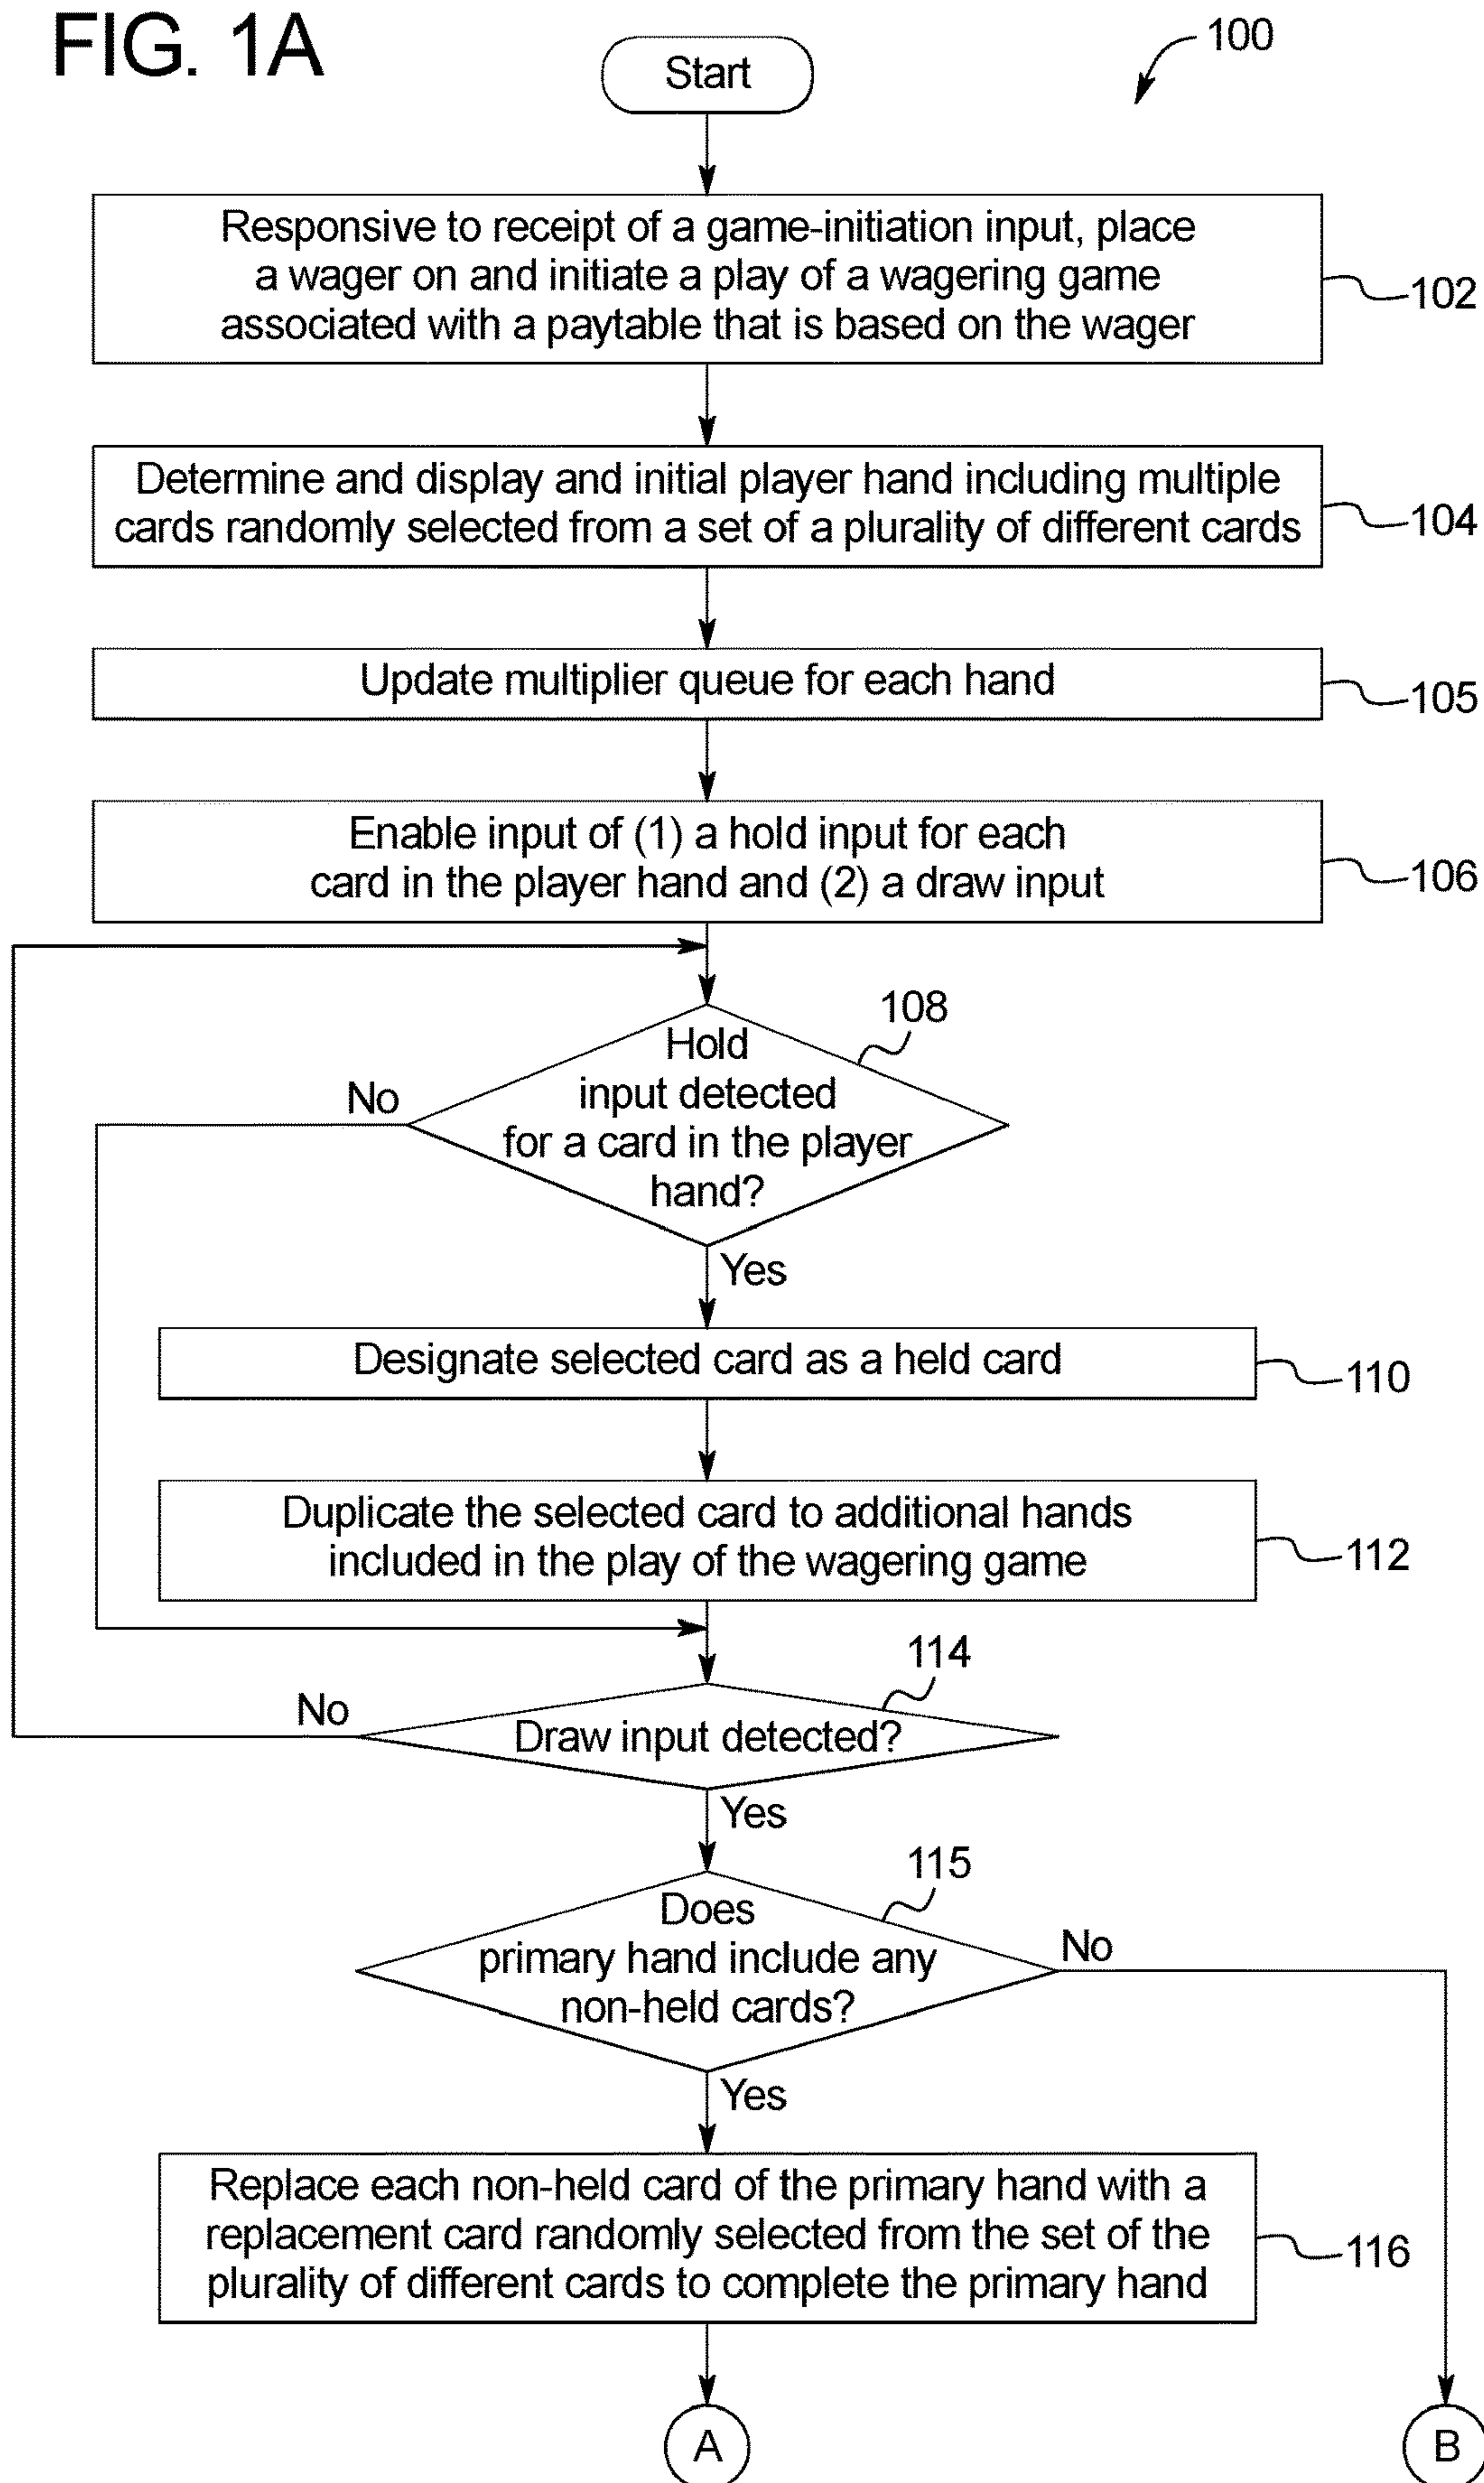 FIG. 1A
100
Start
Responsive to receipt of a game-initiation input, place
a wager on and initiate a play of a wagering game
associated with a paytable that is based on the wager
102
Determine and display and initial player hand including multiple
cards randomly selected from a set of a plurality of different cards
104
Update multiplier queue for each hand
105
Enable input of (1) a hold input for each
card in the player hand and (2) a draw input
106
108
Hold
input detected
for a card in the player
hand?
No
Yes
Designate selected card as a held card
110
Duplicate the selected card to additional hands
included in the play of the wagering game
112
114
No
Draw input detected?
Yes
115
Does
primary hand include any
non-held cards?
No
Yes
Replace each non-held card of the primary hand with a
replacement card randomly selected from the set of the
plurality of different cards to complete the primary hand
116
A
B